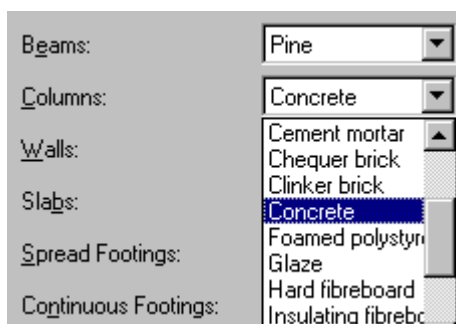 Beams: Pine
Columns: Concrete
Cement mortar
Walls: Chequer brick
Clinker brick
Slabs: Concrete
Foamed polystyr
Spread Footings: Glaze
Hard fibreboard
Continuous Footings: Insulating fibrebo